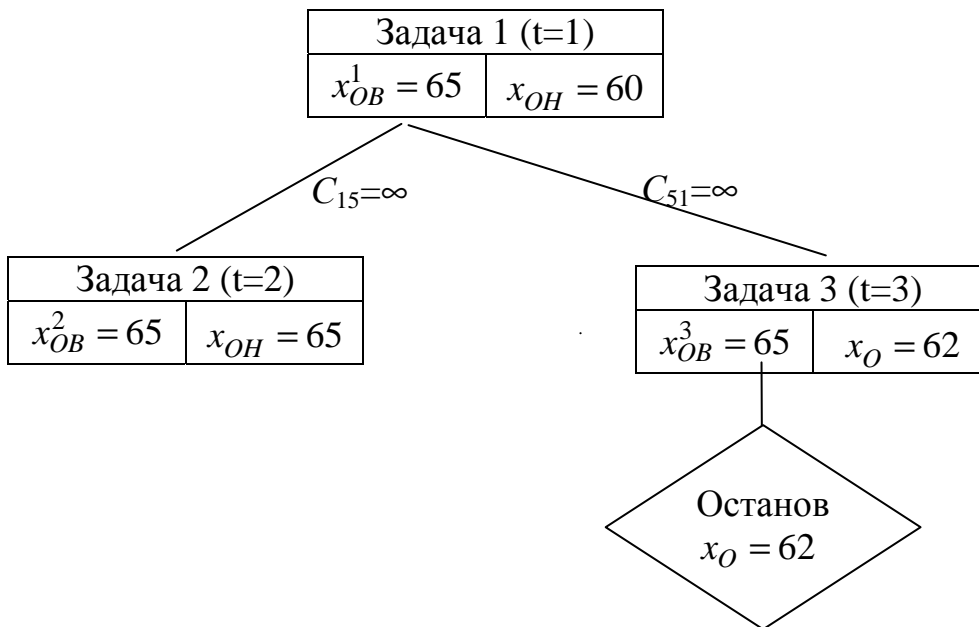 Задача 1 (t=1)
x¹_OB = 65 x_OH = 60
C₁₅=∞ C₅₁=∞
Задача 2 (t=2)
x²_OB = 65 x_OH = 65
Задача 3 (t=3)
x³_OB = 65 x_O = 62
Останов
x_O = 62